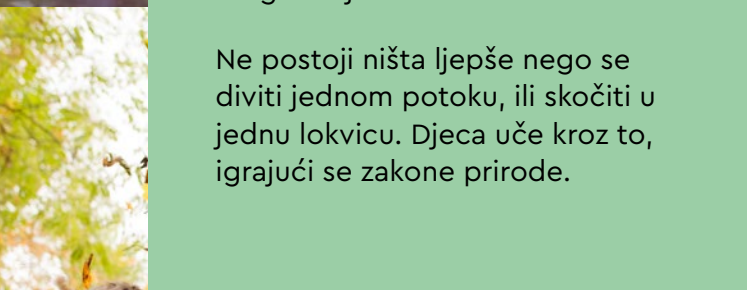 Ne postoji ništa ljepše nego se
diviti jednom potoku, ili skočiti u
jednu lokvicu. Djeca uče kroz to,
igrajući se zakone prirode.